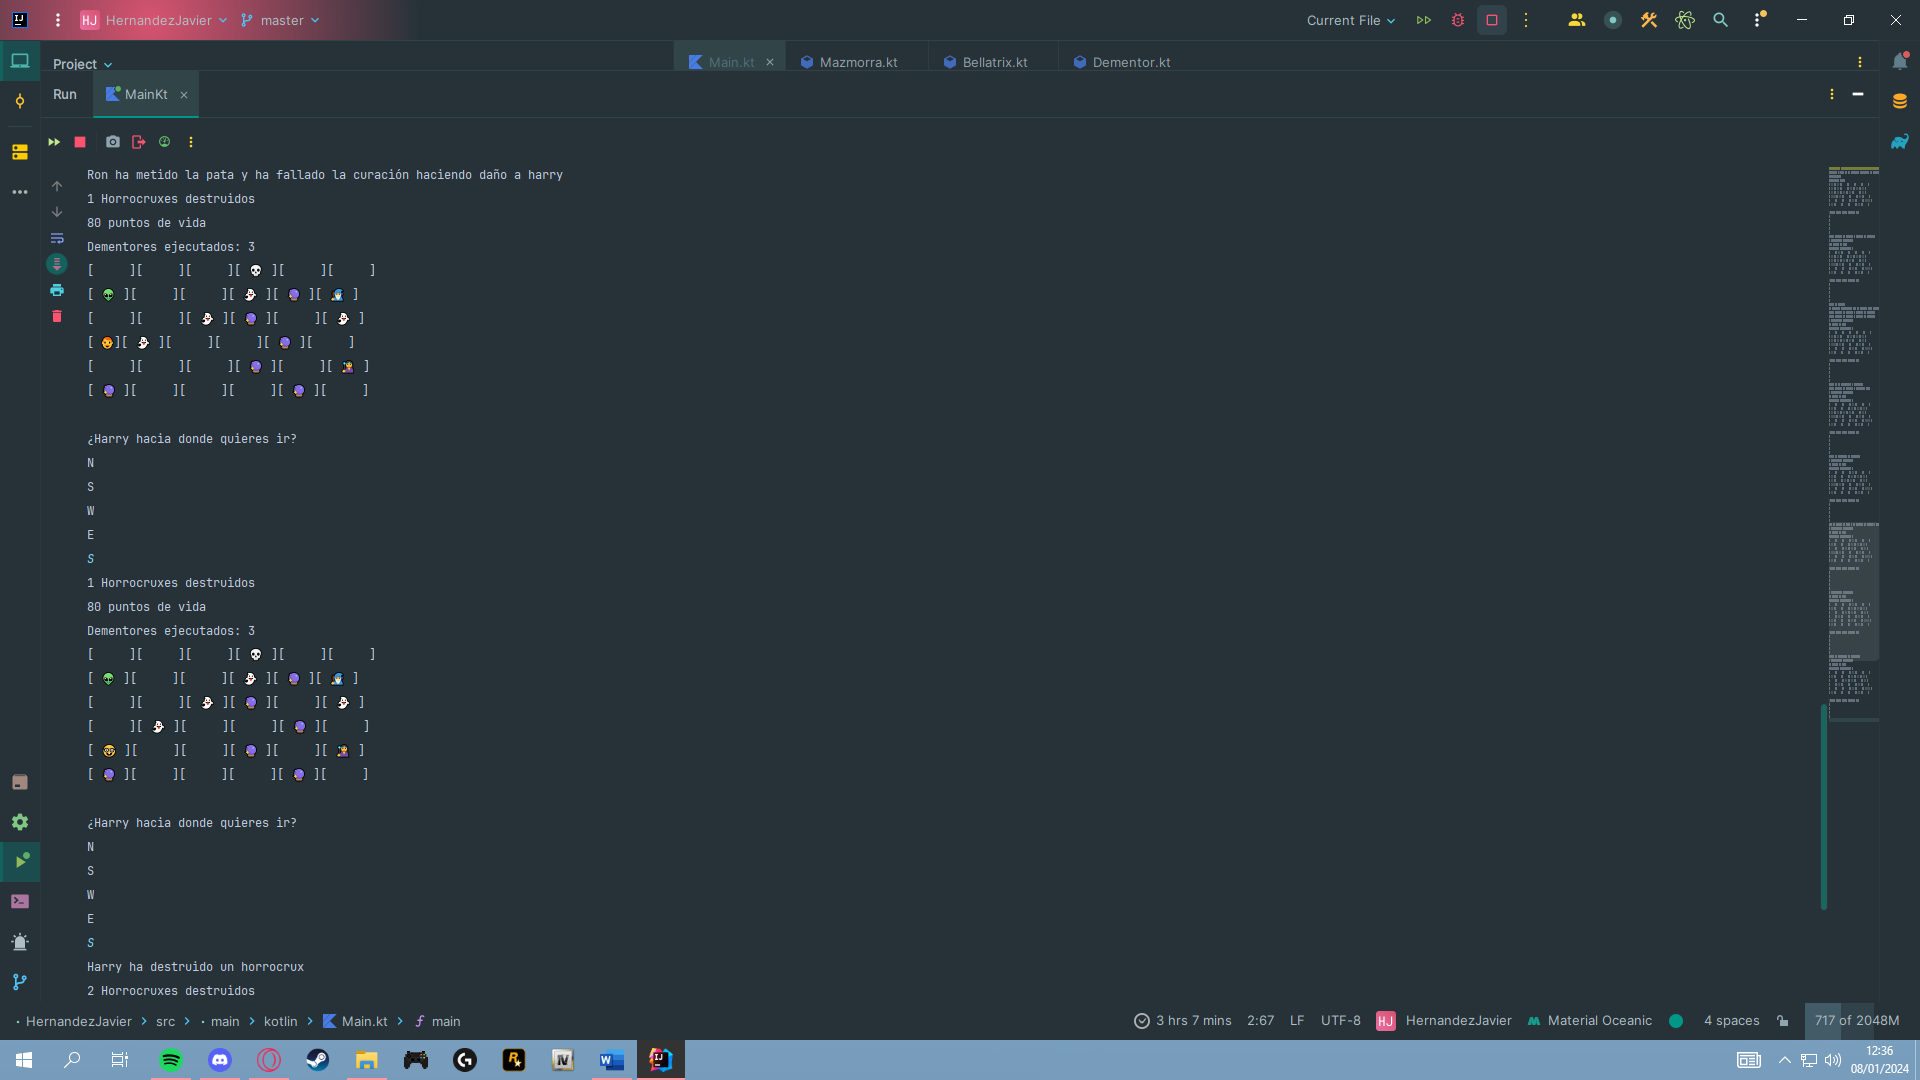 HJ HernandezJavier master Current File
Project Main.kt Mazmorra.kt Bellatrix.kt Dementor.kt
Run MainKt
Ron ha metido la pata y ha fallado la curación haciendo daño a harry
1 Horrocruxes destruidos
80 puntos de vida
Dementores ejecutados: 3
[ ][ ][ ][ 💀 ][ ][ ]
[ 👽 ][ ][ ][ 👻 ][ 🔮 ][ 🧙 ]
[ ][ ][ 👻 ][ 🔮 ][ ][ 👻 ]
[ 👨‍🦰][ 👻 ][ ][ ][ 🔮 ][ ]
[ ][ ][ ][ 🔮 ][ ][ 🦹 ]
[ 🔮 ][ ][ ][ ][ 🔮 ][ ]
¿Harry hacia donde quieres ir?
N
S
W
E
S
1 Horrocruxes destruidos
80 puntos de vida
Dementores ejecutados: 3
[ ][ ][ ][ 💀 ][ ][ ]
[ 👽 ][ ][ ][ 👻 ][ 🔮 ][ 🧙 ]
[ ][ ][ 👻 ][ 🔮 ][ ][ 👻 ]
[ ][ 👻 ][ ][ ][ 🔮 ][ ]
[ 🤓 ][ ][ ][ 🔮 ][ ][ 🦹 ]
[ 🔮 ][ ][ ][ ][ 🔮 ][ ]
¿Harry hacia donde quieres ir?
N
S
W
E
S
Harry ha destruido un horrocrux
2 Horrocruxes destruidos
HernandezJavier > src > main > kotlin > Main.kt > main 3 hrs 7 mins 2:67 LF UTF-8 HJ HernandezJavier Material Oceanic 4 spaces 717 of 2048M
12:36
08/01/2024